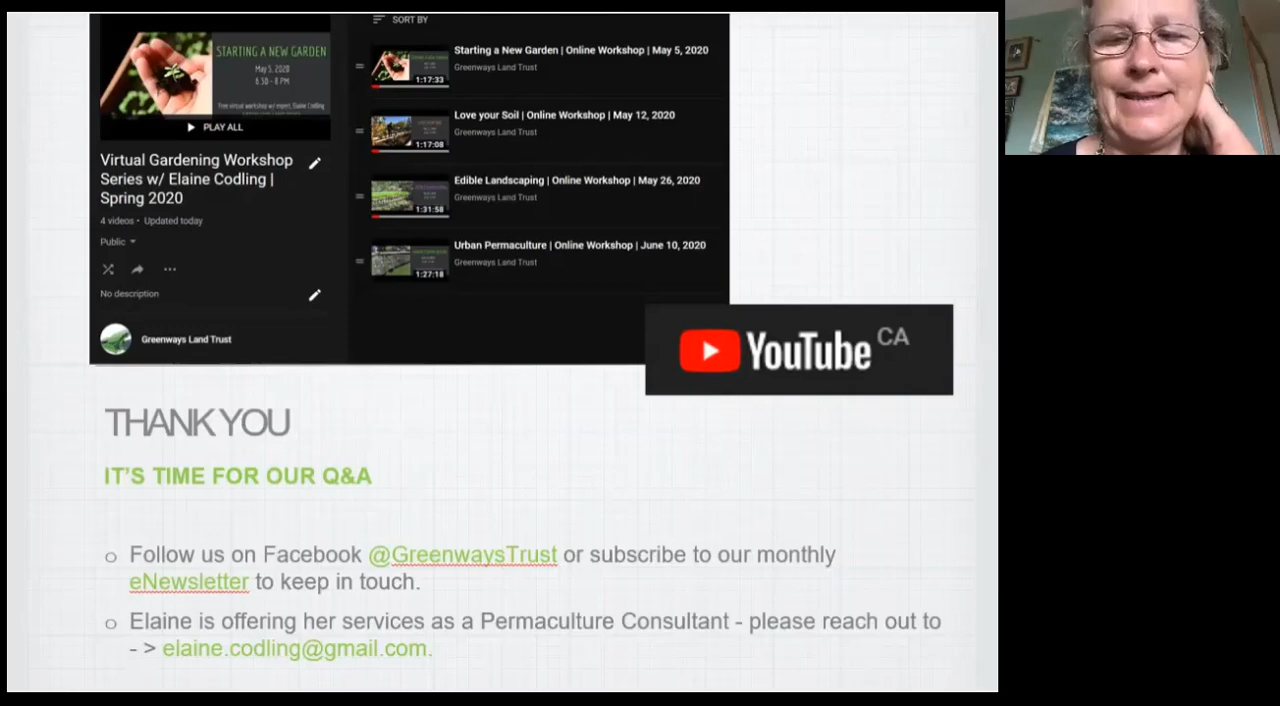 SORT BY
STARTING A NEW GARDEN
May 5, 2020
6:30 - 8 PM
Free virtual workshop w/ expert, Elaine Codling
PLAY ALL
Virtual Gardening Workshop
Series w/ Elaine Codling |
Spring 2020
4 videos • Updated today
Public
No description
Greenways Land Trust
Starting a New Garden | Online Workshop | May 5, 2020
Greenways Land Trust
1:17:33
Love your Soil | Online Workshop | May 12, 2020
Greenways Land Trust
1:17:08
Edible Landscaping | Online Workshop | May 26, 2020
Greenways Land Trust
1:31:58
Urban Permaculture | Online Workshop | June 10, 2020
Greenways Land Trust
1:27:18
YouTube CA
THANK YOU
IT'S TIME FOR OUR Q&A
o Follow us on Facebook @GreenwaysTrust or subscribe to our monthly
eNewsletter to keep in touch.
o Elaine is offering her services as a Permaculture Consultant - please reach out to
- > elaine.codling@gmail.com.